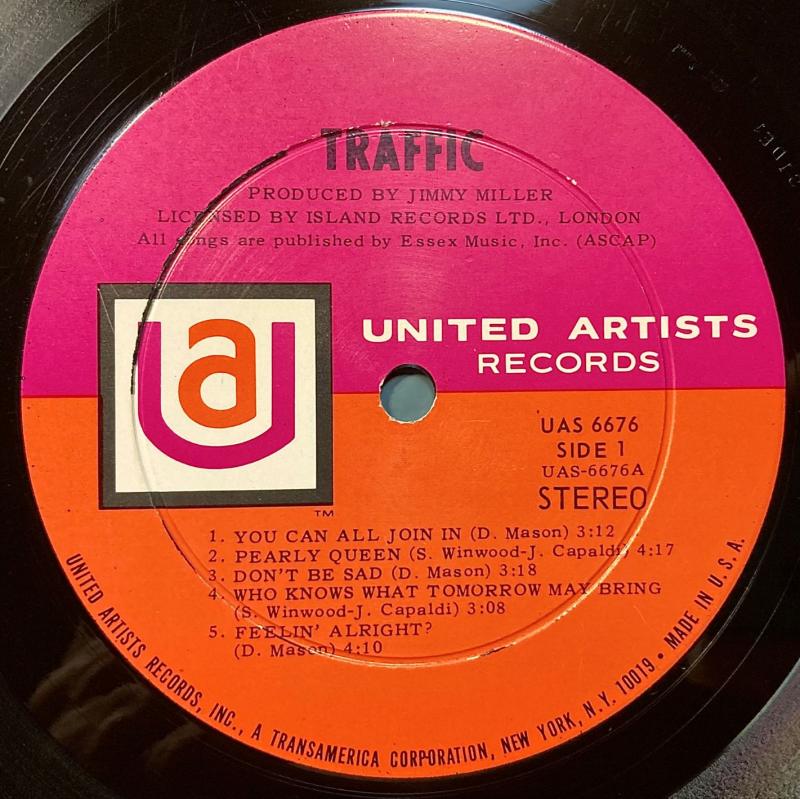 TRAFFIC
PRODUCED BY JIMMY MILLER
LICENSED BY ISLAND RECORDS LTD., LONDON
All songs are published by Essex Music, Inc. (ASCAP)
Ua
UNITED ARTISTS
RECORDS
UAS 6676
SIDE 1
UAS-6676A
STEREO
TM
1. YOU CAN ALL JOIN IN (D. Mason) 3:12
2. PEARLY QUEEN (S. Winwood-J. Capaldi) 4:17
3. DON'T BE SAD (D. Mason) 3:18
4. WHO KNOWS WHAT TOMORROW MAY BRING
(S. Winwood-J. Capaldi) 3:08
5. FEELIN' ALRIGHT?
(D. Mason) 4:10
UNITED ARTISTS RECORDS, INC., A TRANSAMERICA CORPORATION, NEW YORK, N.Y. 10019 • MADE IN U.S.A.